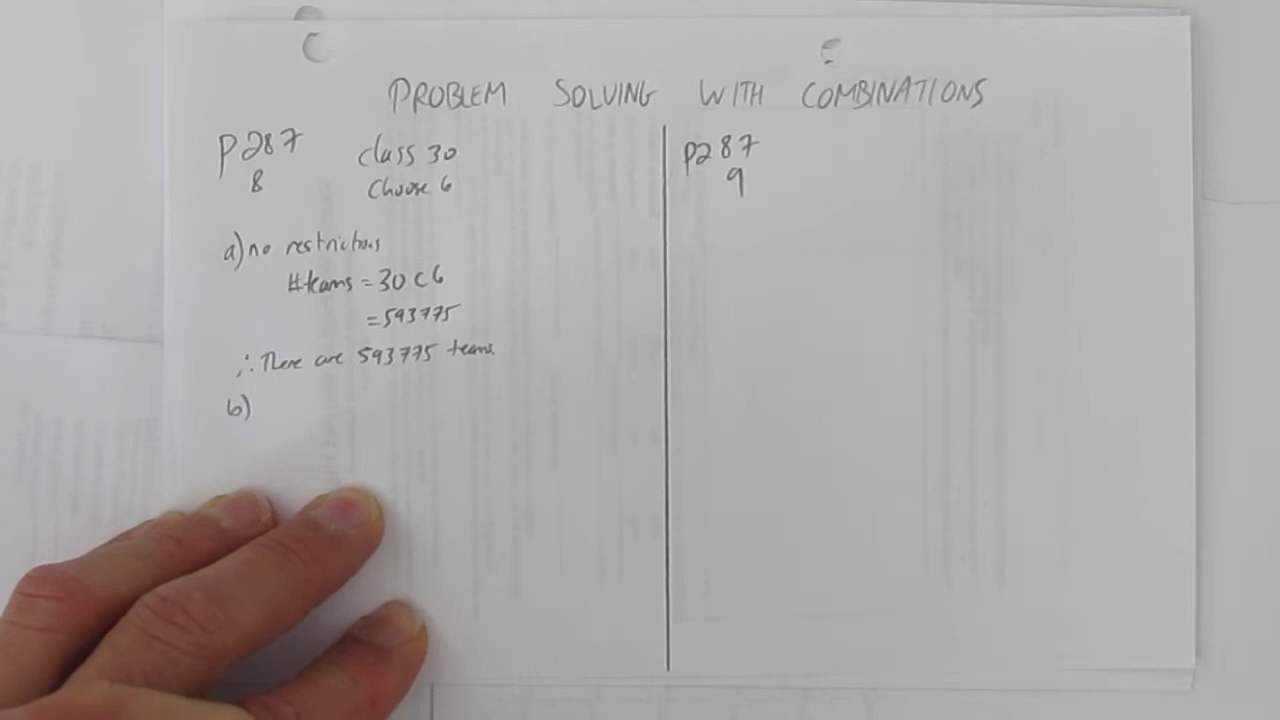 PROBLEM SOLVING WITH COMBINATIONS
P287
8
class 30
Choose 6
a) no restrictions
#teams = 30 C 6
= 593775
∴ There are 593775 teams.
b)
P287
9